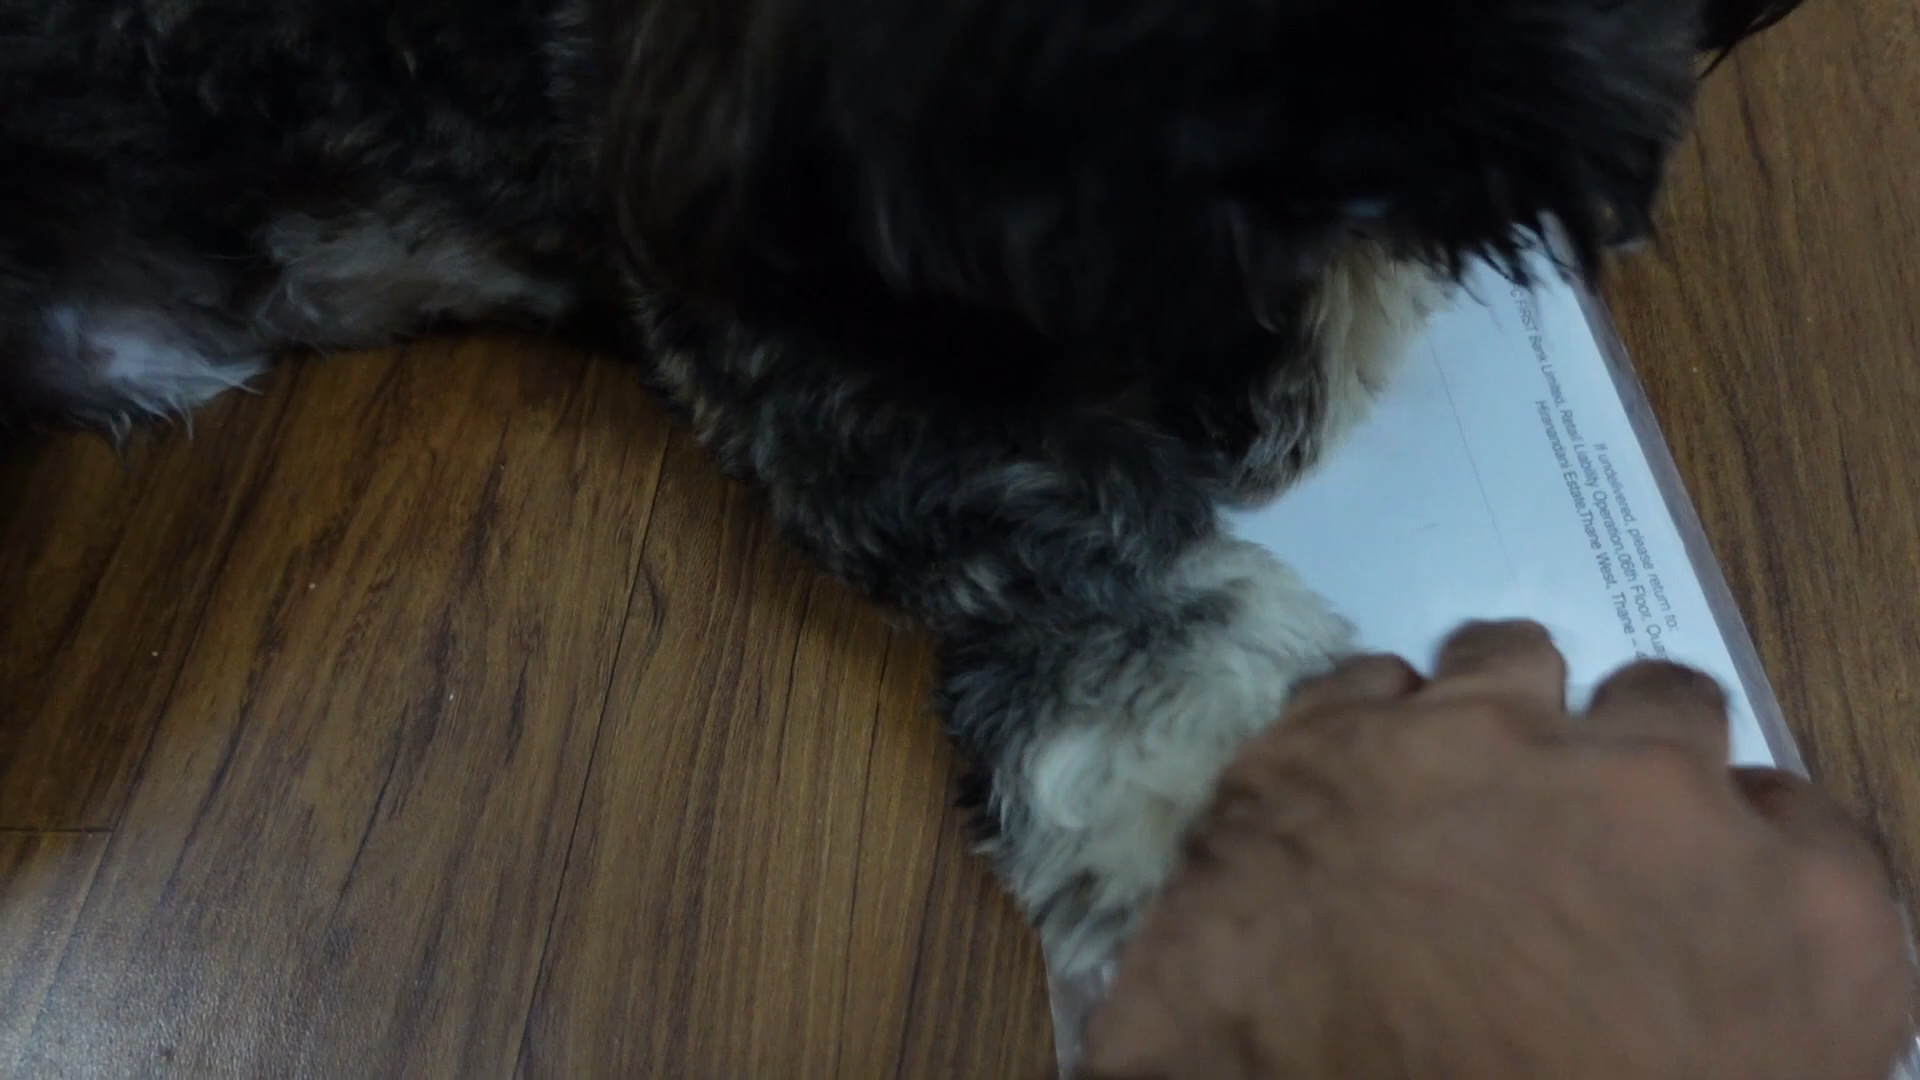 If undelivered, please return to:
C FIRST Bank Limited, Retail Liability Operation,06th Floor,
Hiranandani Estate,Thane West, Thane –